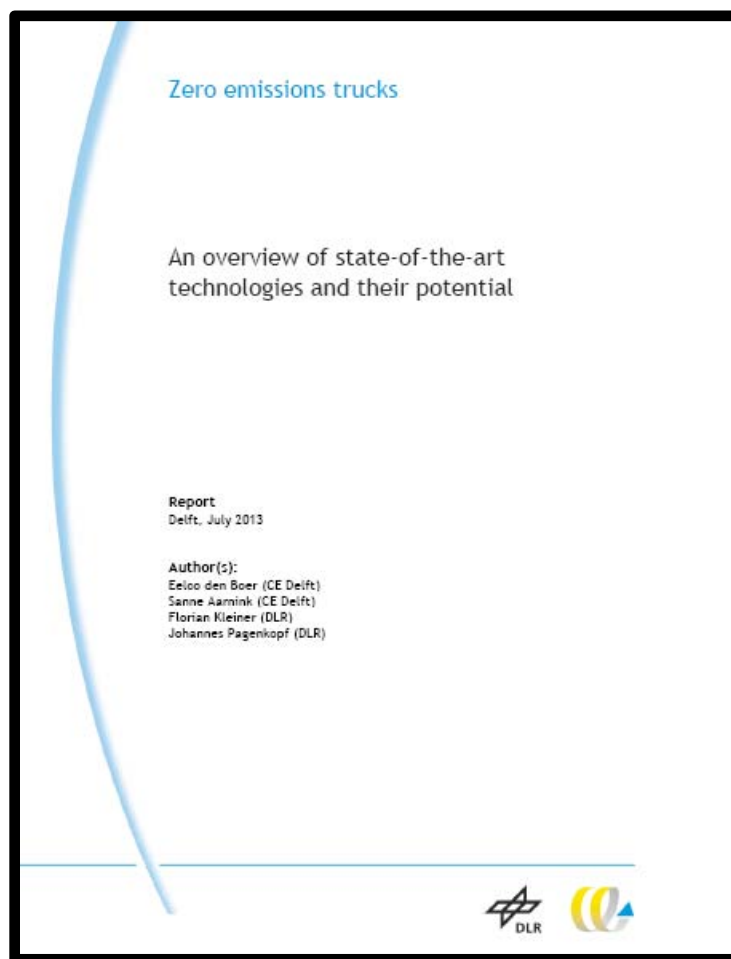 Zero emissions trucks
An overview of state-of-the-art
technologies and their potential
Report
Delft, July 2013
Author(s):
Eelco den Boer (CE Delft)
Sanne Aarnink (CE Delft)
Florian Kleiner (DLR)
Johannes Pagenkopf (DLR)
DLR